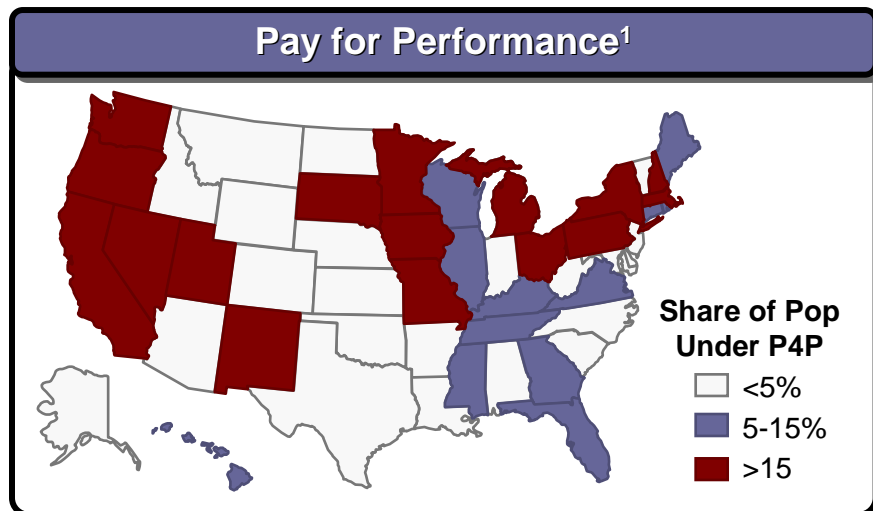 Pay for Performance¹
Share of Pop
Under P4P
<5%
5-15%
>15